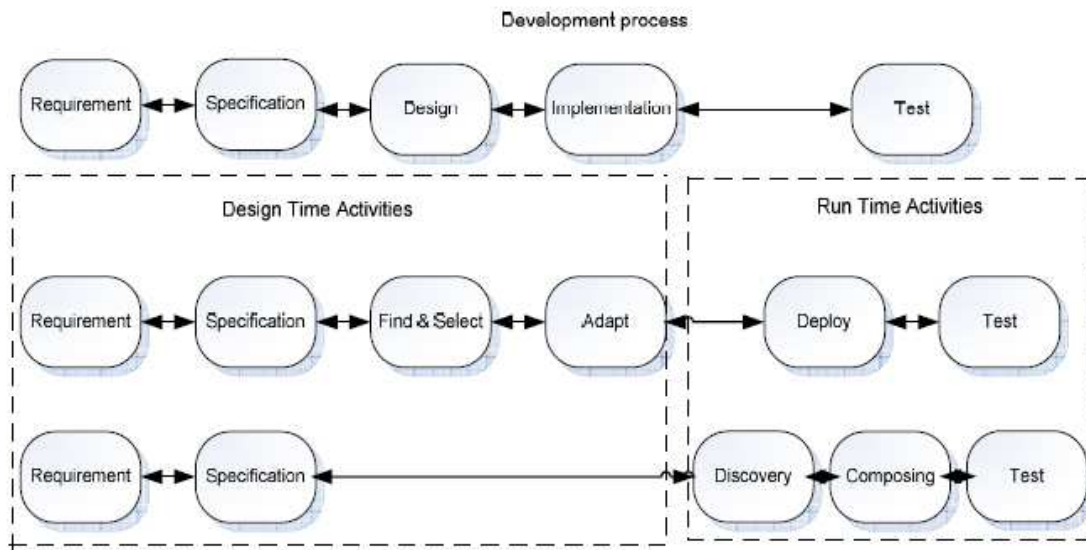 Development process
Requirement
Specification
Design
Implementation
Test
Design Time Activities
Run Time Activities
Requirement
Specification
Find & Select
Adapt
Deploy
Test
Requirement
Specification
Discovery
Composing
Test